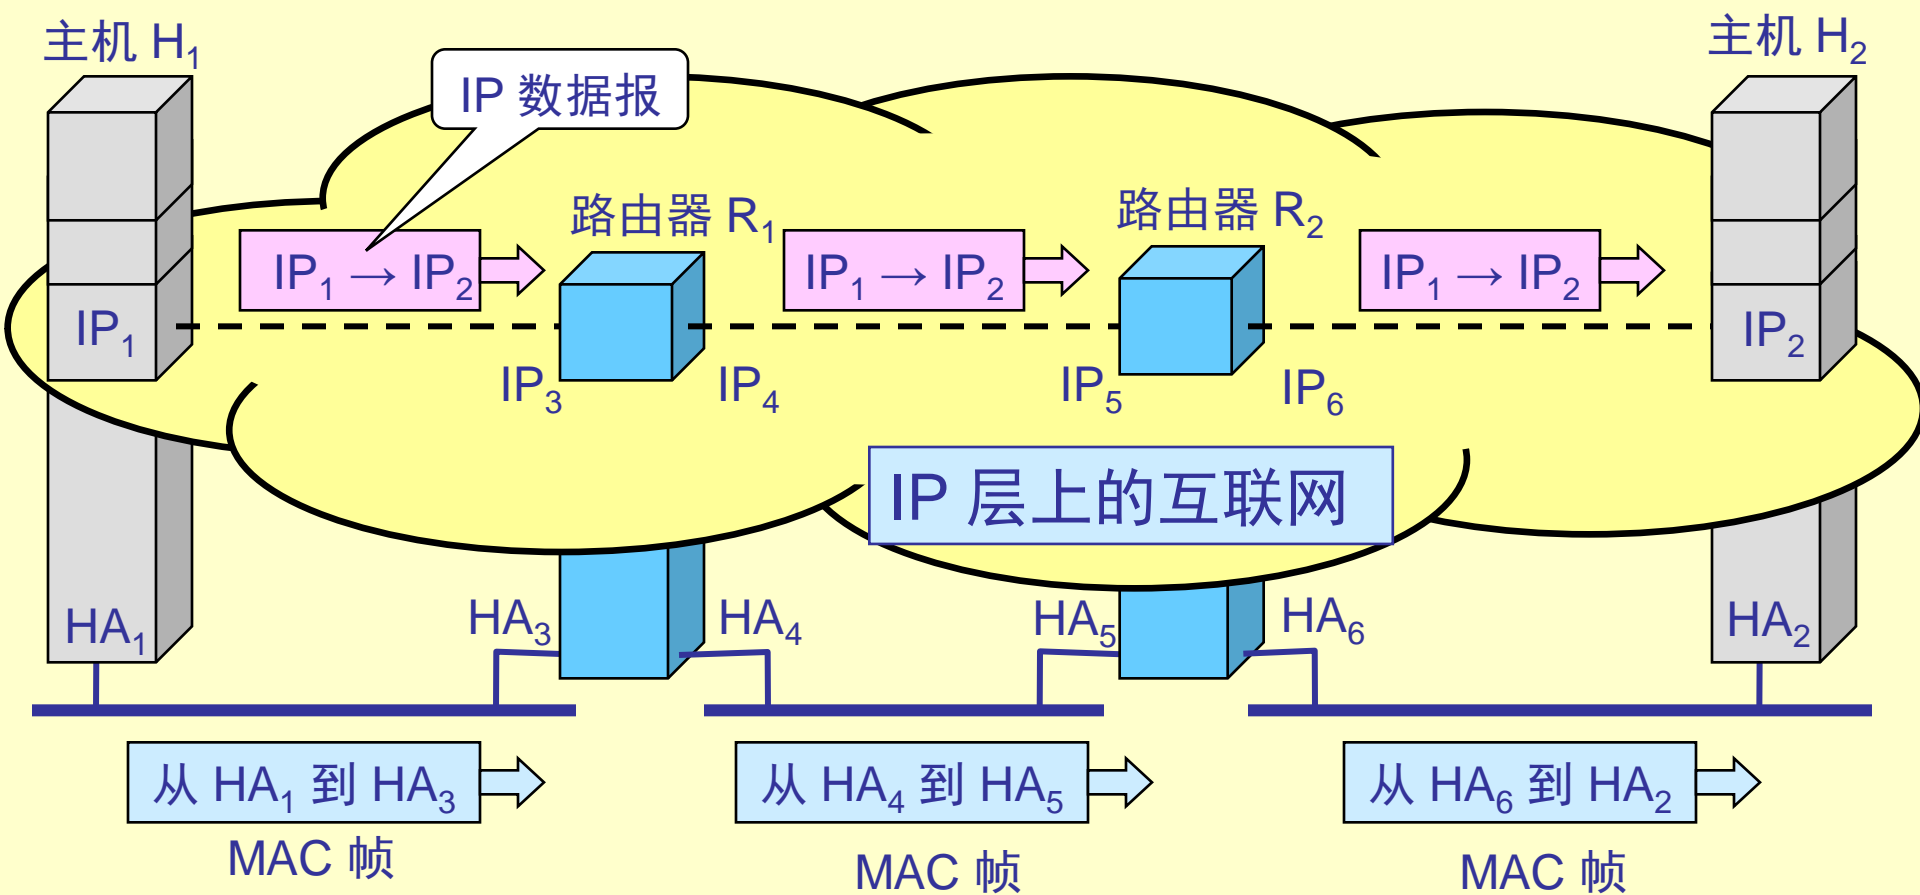 主机 H₁
主机 H₂
IP 数据报
路由器 R₁
路由器 R₂
IP₁ → IP₂
IP₁ → IP₂
IP₁ → IP₂
IP₁
IP₂
IP₃
IP₄
IP₅
IP₆
IP 层上的互联网
HA₁
HA₃
HA₄
HA₅
HA₆
HA₂
从 HA₁ 到 HA₃
从 HA₄ 到 HA₅
从 HA₆ 到 HA₂
MAC 帧
MAC 帧
MAC 帧